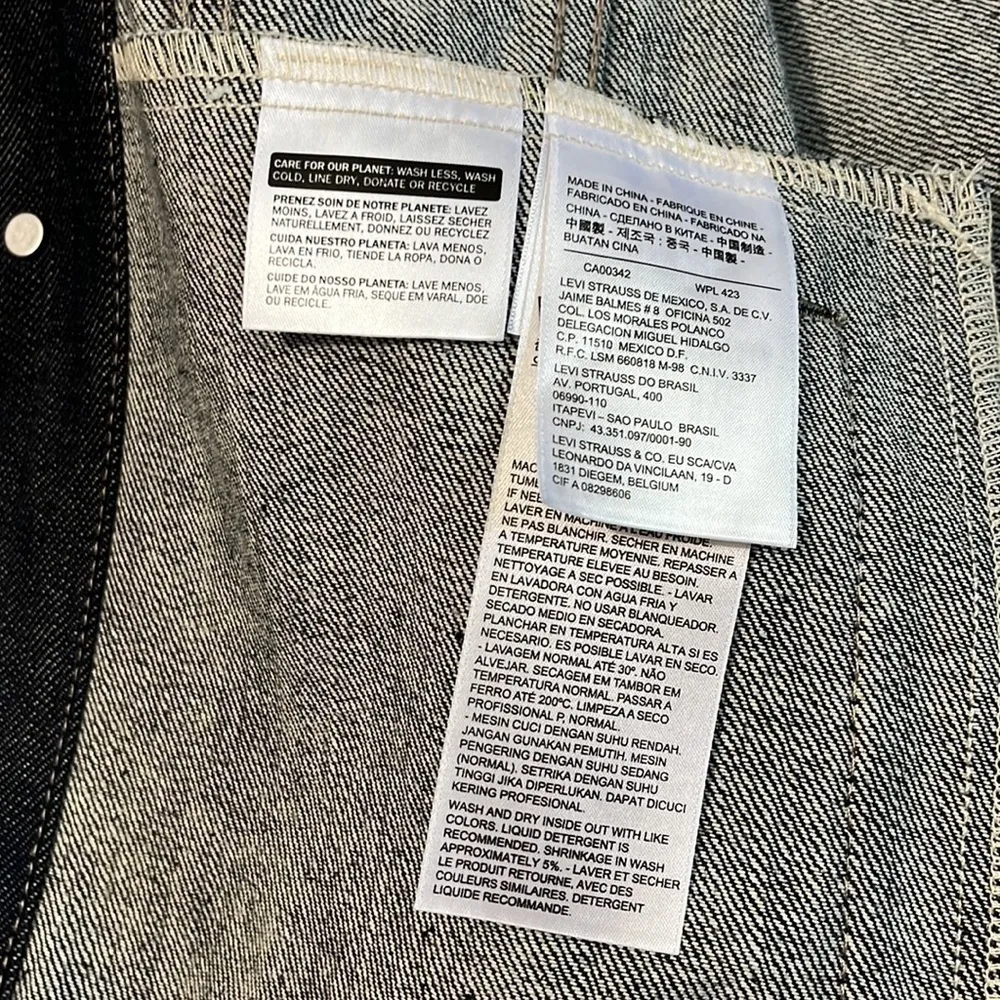 CARE FOR OUR PLANET: WASH LESS, WASH
COLD, LINE DRY, DONATE OR RECYCLE
PRENEZ SOIN DE NOTRE PLANETE: LAVEZ
MOINS, LAVEZ A FROID, LAISSEZ SECHER
NATURELLEMENT, DONNEZ OU RECYCLEZ
CUIDA NUESTRO PLANETA: LAVA MENOS,
LAVA EN FRIO, TIENDE LA ROPA, DONA O
RECICLA.
CUIDE DO NOSSO PLANETA: LAVE MENOS,
LAVE EM ÁGUA FRIA, SEQUE EM VARAL, DOE
OU RECICLE.
MADE IN CHINA - FABRIQUE EN CHINE -
FABRICADO EN CHINA - FABRICADO NA
CHINA - СДЕЛАНО В КИТАЕ - 中国制造 -
中國製 - 제조국 : 중국 - 中国製 -
BUATAN CINA
CA00342 WPL 423
LEVI STRAUSS DE MEXICO, S.A. DE C.V.
JAIME BALMES # 8 OFICINA 502
COL. LOS MORALES POLANCO
DELEGACION MIGUEL HIDALGO
C.P. 11510 MEXICO D.F.
R.F.C. LSM 660818 M-98 C.N.I.V. 3337
LEVI STRAUSS DO BRASIL
AV. PORTUGAL, 400
06990-110
ITAPEVI – SAO PAULO BRASIL
CNPJ: 43.351.097/0001-90
LEVI STRAUSS & CO. EU SCA/CVA
LEONARDO DA VINCILAAN, 19 - D
1831 DIEGEM, BELGIUM
CIF A 08298606
MAC
TUMB
IF NEE
LAVER EN MACHINE A L'EAU FROIDE.
NE PAS BLANCHIR. SECHER EN MACHINE
A TEMPERATURE MOYENNE. REPASSER A
TEMPERATURE ELEVEE AU BESOIN.
NETTOYAGE A SEC POSSIBLE. - LAVAR
EN LAVADORA CON AGUA FRIA Y
DETERGENTE. NO USAR BLANQUEADOR.
SECADO MEDIO EN SECADORA.
PLANCHAR EN TEMPERATURA ALTA SI ES
NECESARIO. ES POSIBLE LAVAR EN SECO.
- LAVAGEM NORMAL ATÉ 30º. NÃO
ALVEJAR. SECAGEM EM TAMBOR EM
TEMPERATURA NORMAL. PASSAR A
FERRO ATÉ 200ºC. LIMPEZA A SECO
PROFISSIONAL P, NORMAL.
- MESIN CUCI DENGAN SUHU RENDAH.
JANGAN GUNAKAN PEMUTIH. MESIN
PENGERING DENGAN SUHU SEDANG
(NORMAL). SETRIKA DENGAN SUHU
TINGGI JIKA DIPERLUKAN. DAPAT DICUCI
KERING PROFESIONAL.
WASH AND DRY INSIDE OUT WITH LIKE
COLORS. LIQUID DETERGENT IS
RECOMMENDED. SHRINKAGE IN WASH
APPROXIMATELY 5%. - LAVER ET SECHER
LE PRODUIT RETOURNE, AVEC DES
COULEURS SIMILAIRES. DETERGENT
LIQUIDE RECOMMANDE.